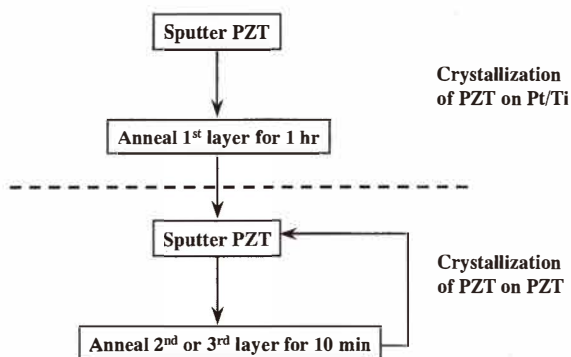 Sputter PZT
Crystallization
of PZT on Pt/Ti
Anneal 1st layer for 1 hr
Sputter PZT
Crystallization
of PZT on PZT
Anneal 2nd or 3rd layer for 10 min